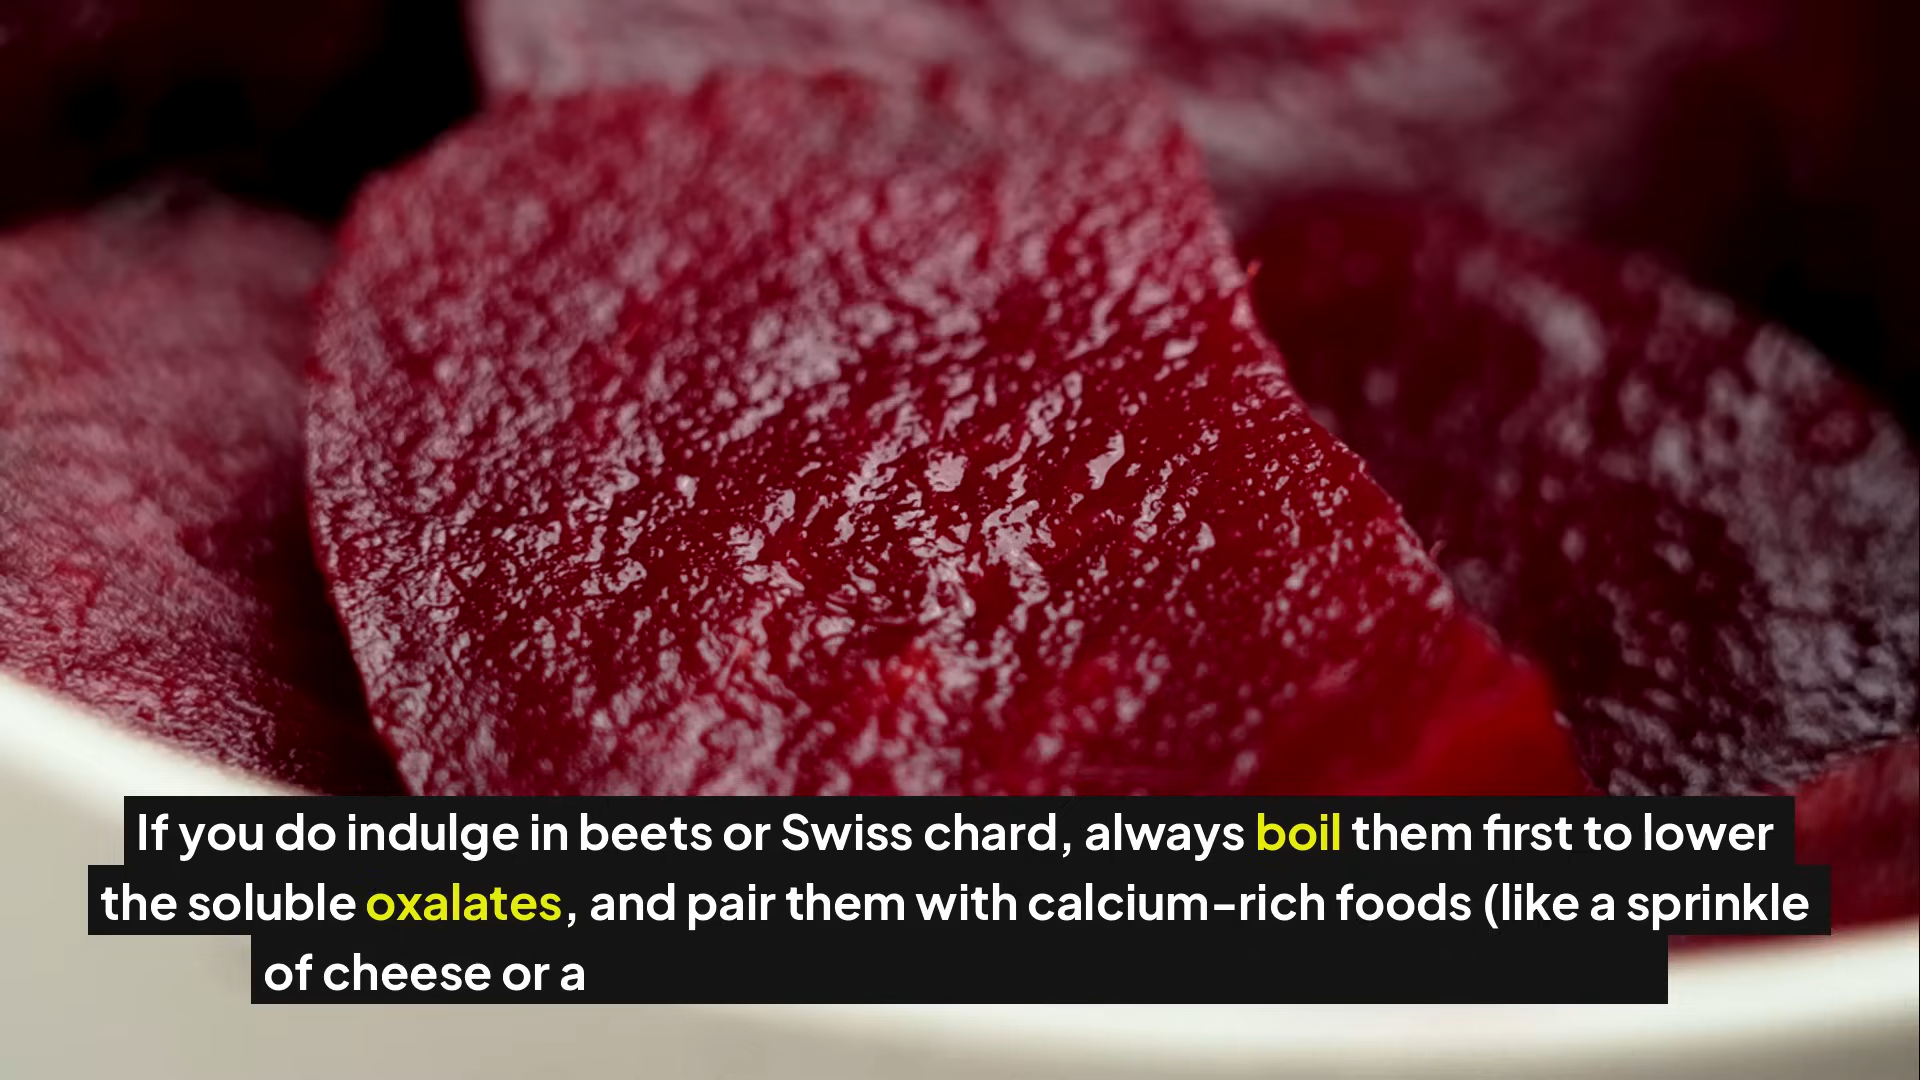 If you do indulge in beets or Swiss chard, always boil them first to lower
the soluble oxalates, and pair them with calcium-rich foods (like a sprinkle
of cheese or a